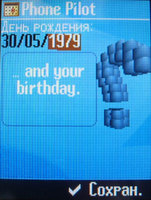 Phone Pilot
День рождения:
30/05/1979
... and your
birthday.
Сохран.